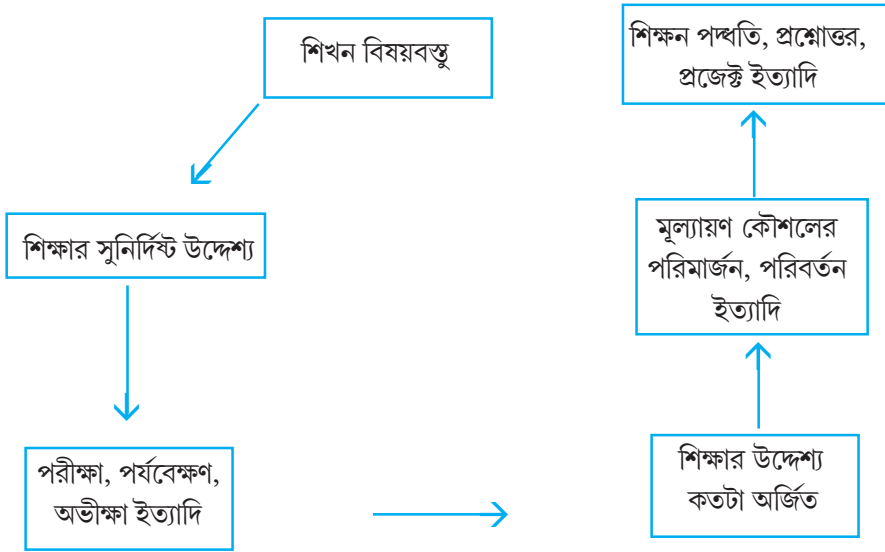 শিখন বিষয়বস্তু
শিক্ষার সুনির্দিষ্ট উদ্দেশ্য
পরীক্ষা, পর্যবেক্ষণ,
অভীক্ষা ইত্যাদি
শিক্ষার উদ্দেশ্য
কতটা অর্জিত
মূল্যায়ণ কৌশলের
পরিমার্জন, পরিবর্তন
ইত্যাদি
শিক্ষন পদ্ধতি, প্রশ্নোত্তর,
প্রজেক্ট ইত্যাদি